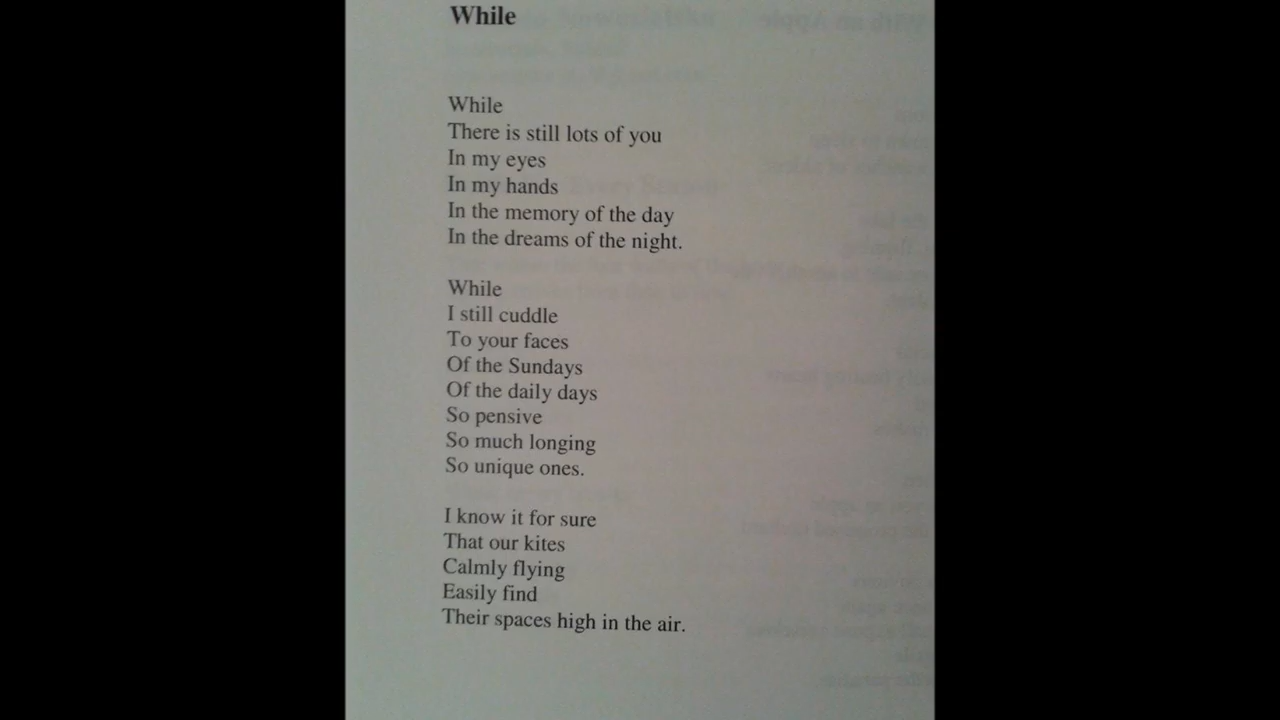 While
While
There is still lots of you
In my eyes
In my hands
In the memory of the day
In the dreams of the night.
While
I still cuddle
To your faces
Of the Sundays
Of the daily days
So pensive
So much longing
So unique ones.
I know it for sure
That our kites
Calmly flying
Easily find
Their spaces high in the air.